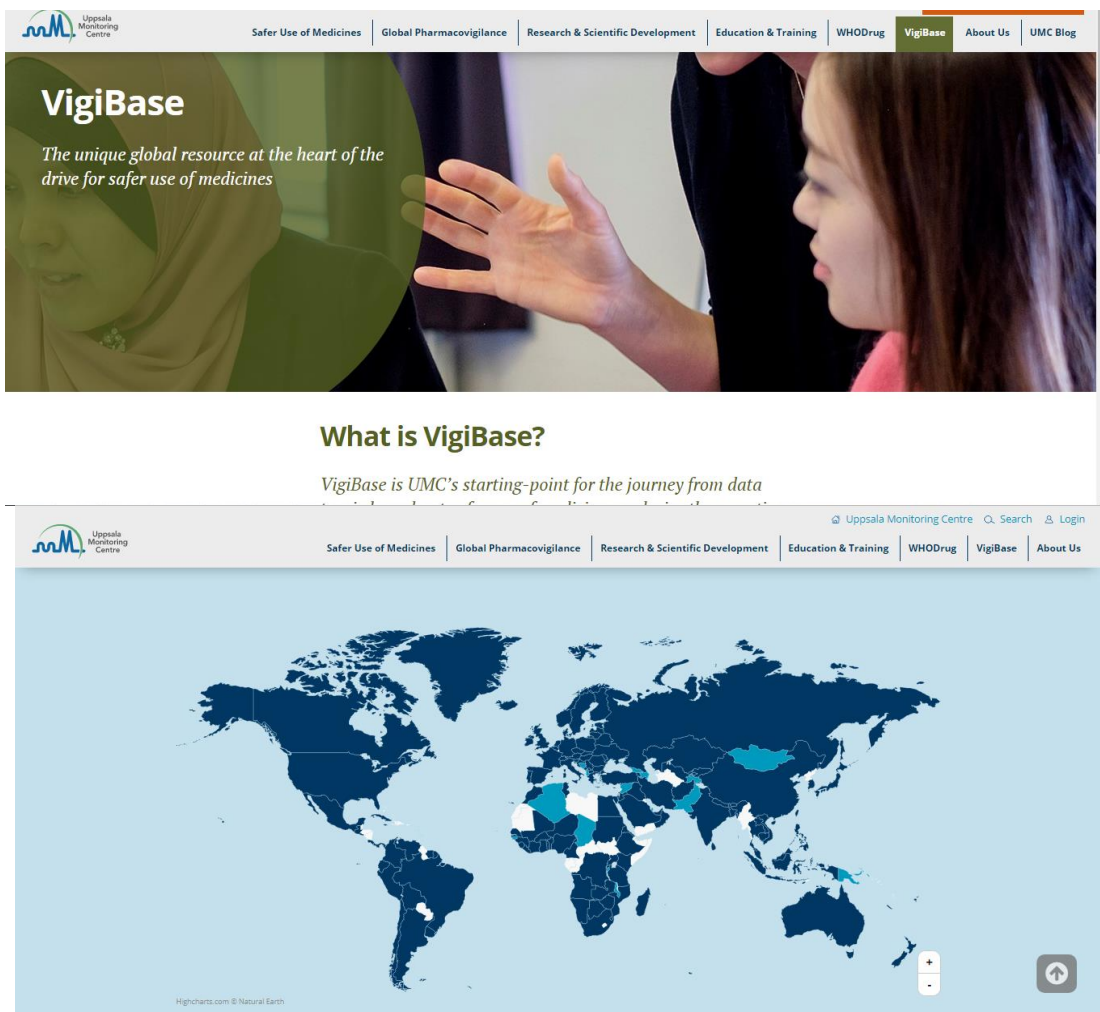 Uppsala
Monitoring
Centre
Safer Use of Medicines
Global Pharmacovigilance
Research & Scientific Development
Education & Training
WHODrug
VigiBase
About Us
UMC Blog
VigiBase
The unique global resource at the heart of the
drive for safer use of medicines
What is VigiBase?
VigiBase is UMC's starting-point for the journey from data
Uppsala Monitoring Centre
Search
Login
Uppsala
Monitoring
Centre
Safer Use of Medicines
Global Pharmacovigilance
Research & Scientific Development
Education & Training
WHODrug
VigiBase
About Us
+
-
Highcharts.com © Natural Earth